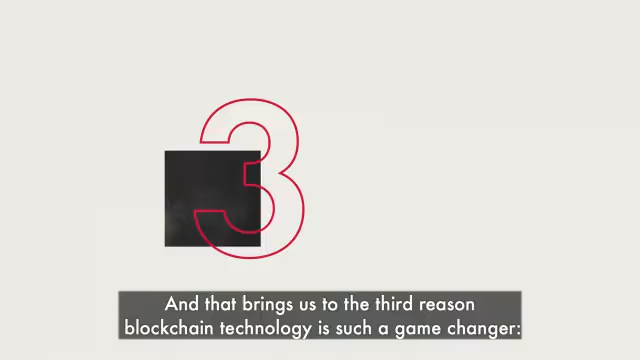 3
And that brings us to the third reason
blockchain technology is such a game changer: